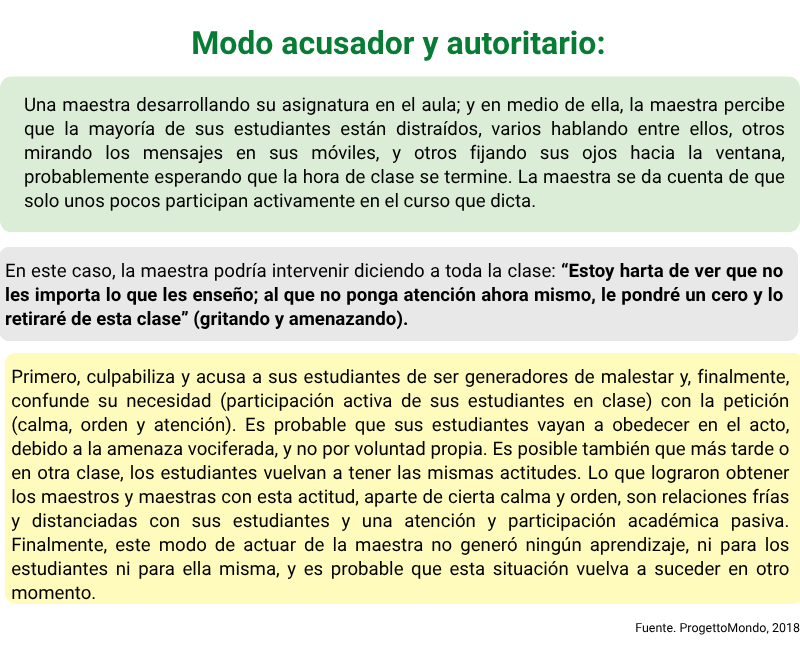 Modo acusador y autoritario:
Una maestra desarrollando su asignatura en el aula; y en medio de ella, la maestra percibe
que la mayoría de sus estudiantes están distraídos, varios hablando entre ellos, otros
mirando los mensajes en sus móviles, y otros fijando sus ojos hacia la ventana,
probablemente esperando que la hora de clase se termine. La maestra se da cuenta de que
solo unos pocos participan activamente en el curso que dicta.
En este caso, la maestra podría intervenir diciendo a toda la clase: “Estoy harta de ver que no
les importa lo que les enseño; al que no ponga atención ahora mismo, le pondré un cero y lo
retiraré de esta clase” (gritando y amenazando).
Primero, culpabiliza y acusa a sus estudiantes de ser generadores de malestar y, finalmente,
confunde su necesidad (participación activa de sus estudiantes en clase) con la petición
(calma, orden y atención). Es probable que sus estudiantes vayan a obedecer en el acto,
debido a la amenaza vociferada, y no por voluntad propia. Es posible también que más tarde o
en otra clase, los estudiantes vuelvan a tener las mismas actitudes. Lo que lograron obtener
los maestros y maestras con esta actitud, aparte de cierta calma y orden, son relaciones frías
y distanciadas con sus estudiantes y una atención y participación académica pasiva.
Finalmente, este modo de actuar de la maestra no generó ningún aprendizaje, ni para los
estudiantes ni para ella misma, y es probable que esta situación vuelva a suceder en otro
momento.
Fuente. ProgettoMondo, 2018